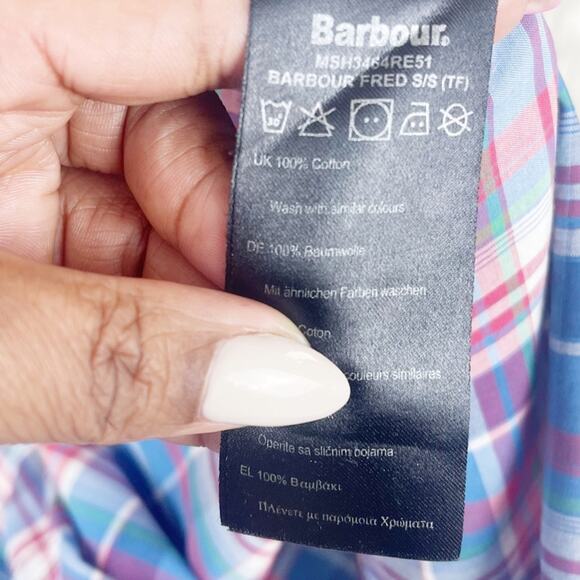 Barbour®
MSH3464RE51
BARBOUR FRED S/S (TF)
30°
UK 100% Cotton
Wash with similar colours
DE 100% Baumwolle
Mit ähnlichen Farben waschen
Coton
couleurs similaires
Operite sa sličnim bojama
EL 100% Βαμβάκι
Πλένετε με παρόμοια Χρώματα